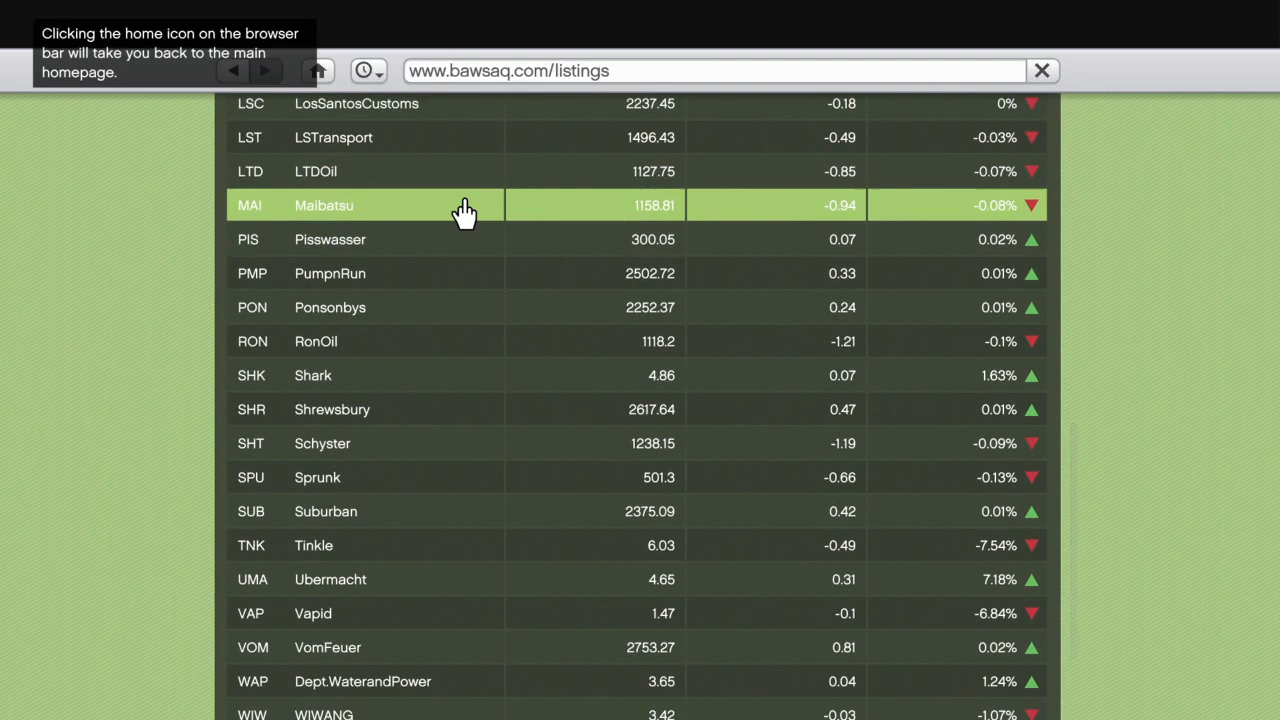 Clicking the home icon on the browser
bar will take you back to the main
homepage.
www.bawsaq.com/listings
LSC LosSantosCustoms 2237.45 -0.18 0%
LST LSTransport 1496.43 -0.49 -0.03%
LTD LTDOil 1127.75 -0.85 -0.07%
MAI Maibatsu 1158.81 -0.94 -0.08%
PIS Pisswasser 300.05 0.07 0.02%
PMP PumpnRun 2502.72 0.33 0.01%
PON Ponsonbys 2252.37 0.24 0.01%
RON RonOil 1118.2 -1.21 -0.1%
SHK Shark 4.86 0.07 1.63%
SHR Shrewsbury 2617.64 0.47 0.01%
SHT Schyster 1238.15 -1.19 -0.09%
SPU Sprunk 501.3 -0.66 -0.13%
SUB Suburban 2375.09 0.42 0.01%
TNK Tinkle 6.03 -0.49 -7.54%
UMA Ubermacht 4.65 0.31 7.18%
VAP Vapid 1.47 -0.1 -6.84%
VOM VomFeuer 2753.27 0.81 0.02%
WAP Dept.WaterandPower 3.65 0.04 1.24%
WIW WIWANG 3.42 -0.03 -1.07%